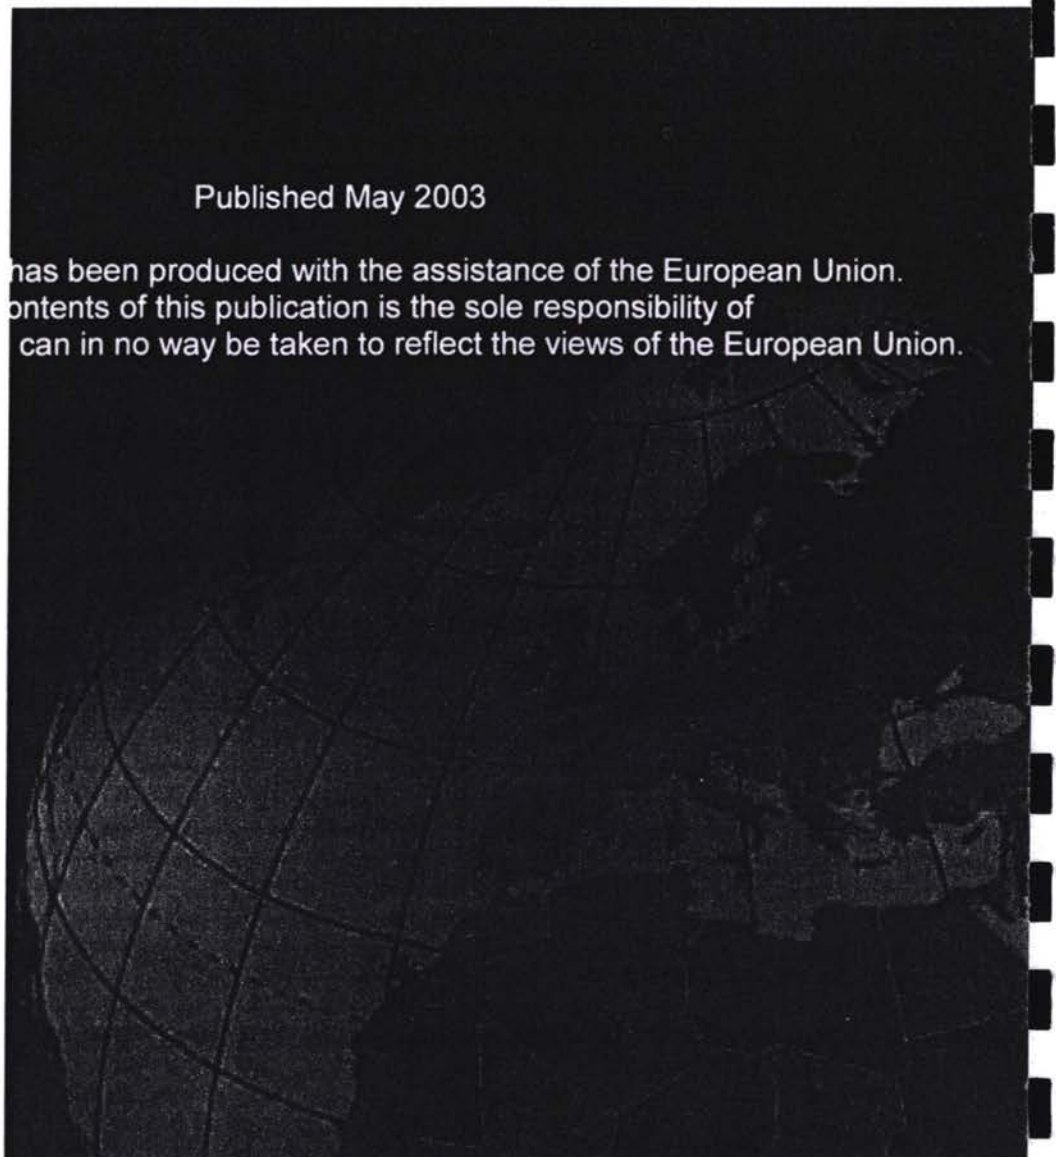 Published May 2003
has been produced with the assistance of the European Union.
ontents of this publication is the sole responsibility of
can in no way be taken to reflect the views of the European Union.